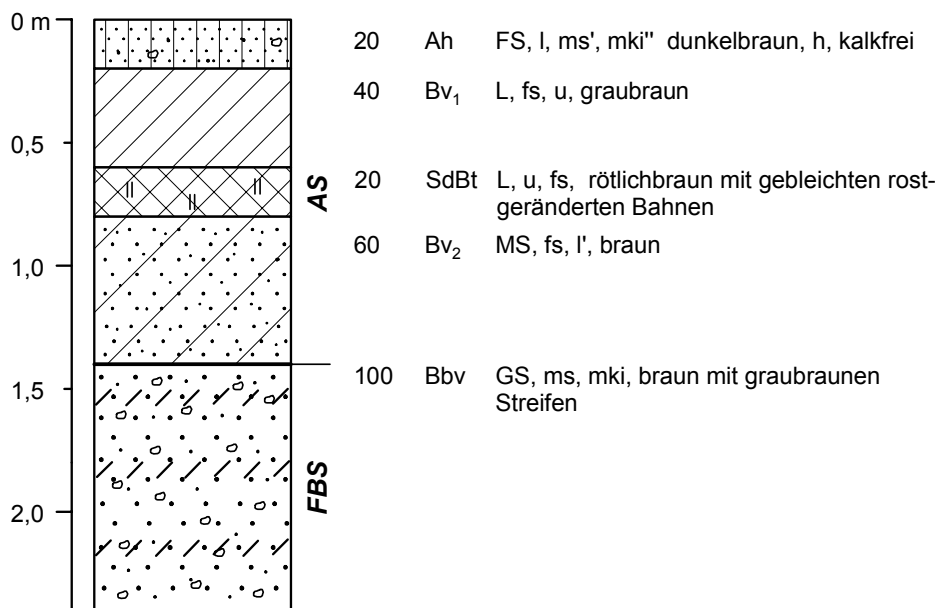 0 m
20 Ah FS, l, ms', mki'' dunkelbraun, h, kalkfrei
40 Bv1 L, fs, u, graubraun
0,5
AS
20 SdBt L, u, fs, rötlichbraun mit gebleichten rost-
geränderten Bahnen
60 Bv2 MS, fs, l', braun
1,0
100 Bbv GS, ms, mki, braun mit graubraunen
Streifen
1,5
FBS
2,0